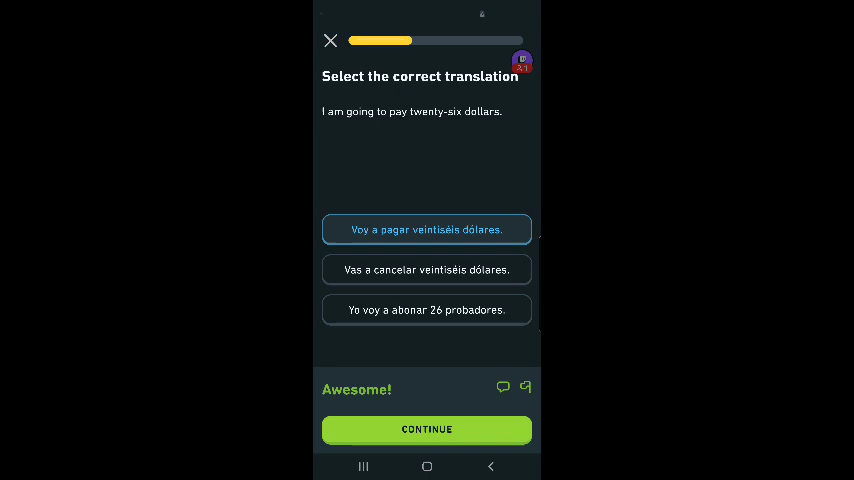 Select the correct translation
I am going to pay twenty-six dollars.
Voy a pagar veintiséis dólares.
Vas a cancelar veintiséis dólares.
Yo voy a abonar 26 probadores.
Awesome!
CONTINUE